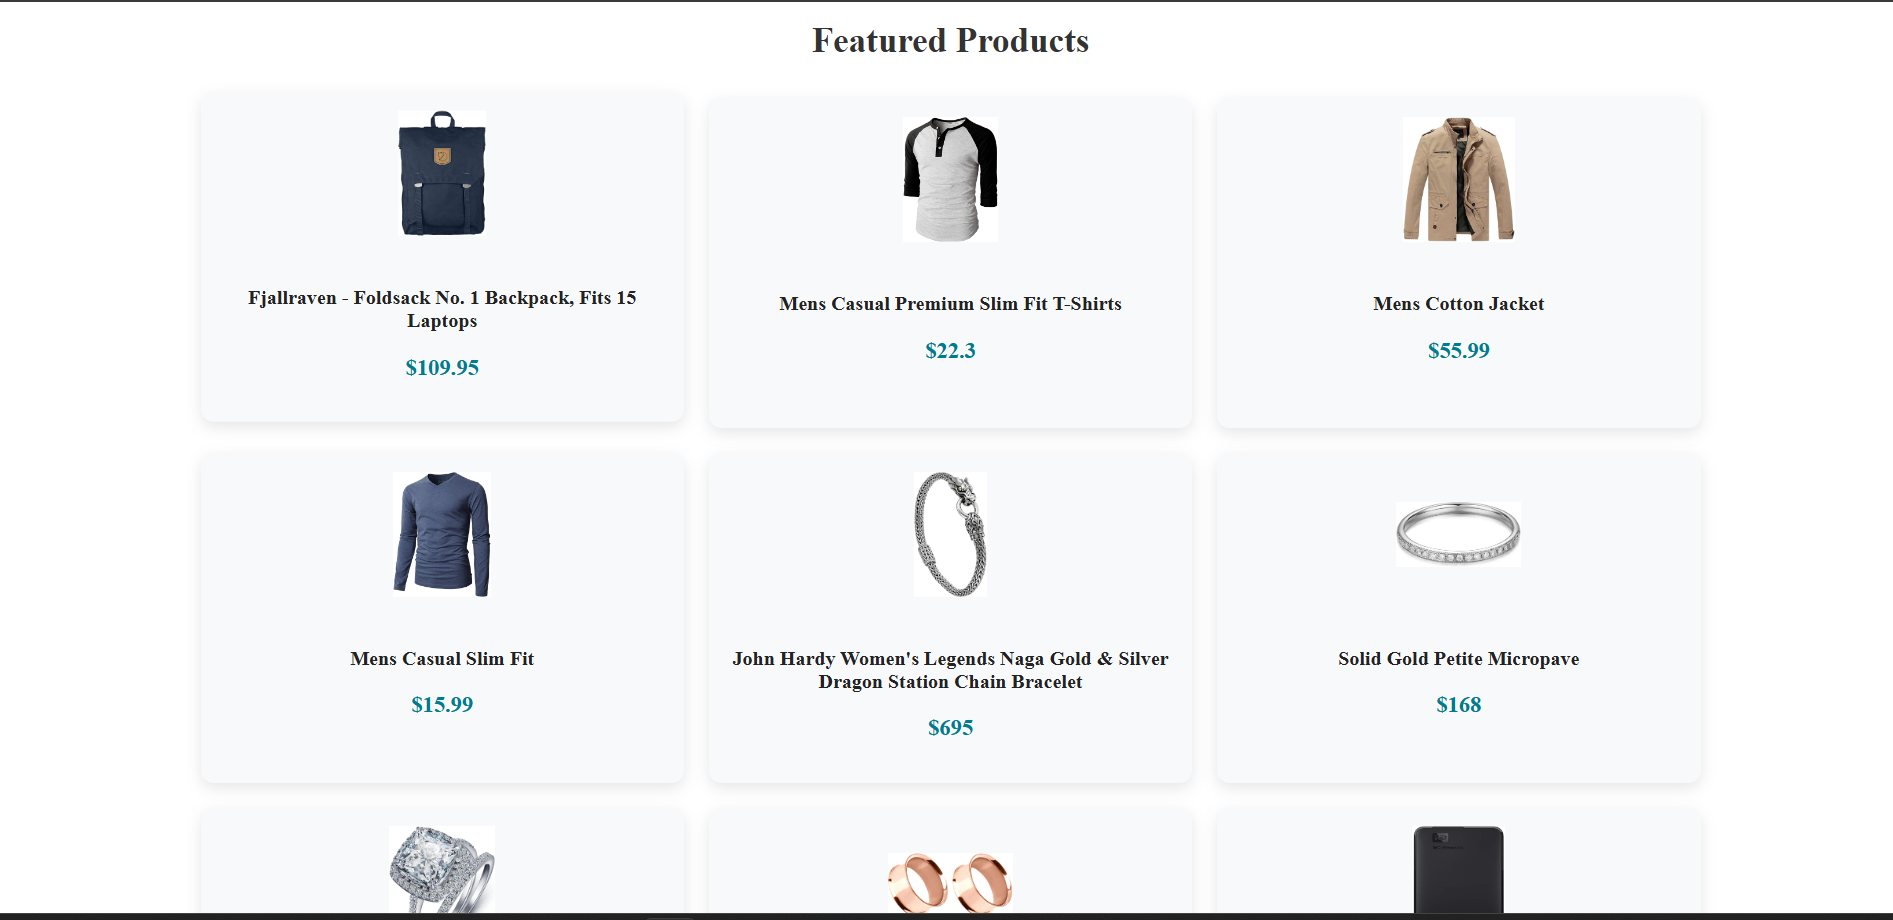 Featured Products
Fjallraven - Foldsack No. 1 Backpack, Fits 15
Laptops
$109.95
Mens Casual Premium Slim Fit T-Shirts
$22.3
Mens Cotton Jacket
$55.99
Mens Casual Slim Fit
$15.99
John Hardy Women's Legends Naga Gold & Silver
Dragon Station Chain Bracelet
$695
Solid Gold Petite Micropave
$168